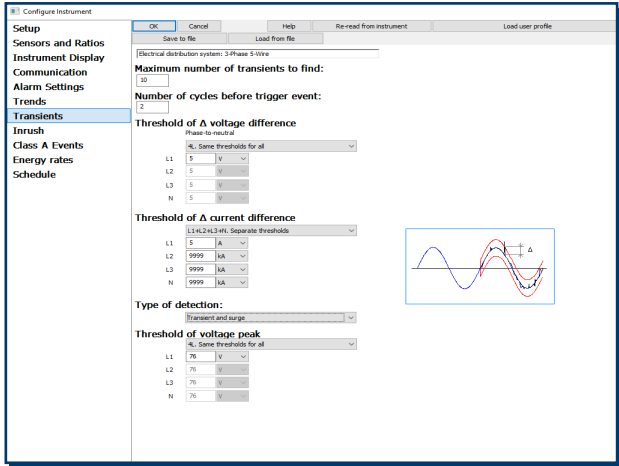 Configure Instrument
Setup
Sensors and Ratios
Instrument Display
Communication
Alarm Settings
Trends
Transients
Inrush
Class A Events
Energy rates
Schedule
OK Cancel Help Re-read from instrument Load user profile
Save to file Load from file
Electrical distribution system: 3-Phase 5-Wire
Maximum number of transients to find:
10
Number of cycles before trigger event:
2
Threshold of Δ voltage difference
Phase-to-neutral
4L, Same thresholds for all
L1 5 V
L2 5 V
L3 5 V
N 5 V
Threshold of Δ current difference
L1+L2+L3+N. Separate thresholds
L1 5 A
L2 9999 kA
L3 9999 kA
N 9999 kA
Δ
Type of detection:
Transient and surge
Threshold of voltage peak
4L, Same thresholds for all
L1 76 V
L2 76 V
L3 76 V
N 76 V